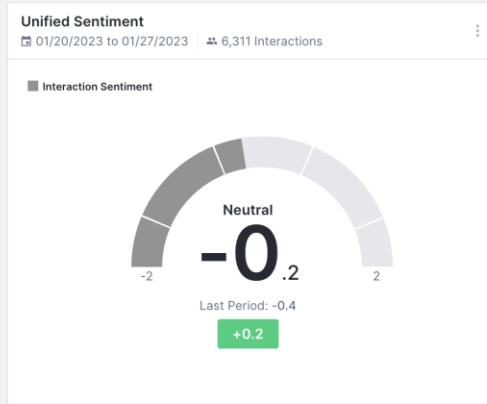 Unified Sentiment
01/20/2023 to 01/27/2023 6,311 Interactions
Interaction Sentiment
Neutral
-0.2
-2 2
Last Period: -0.4
+0.2